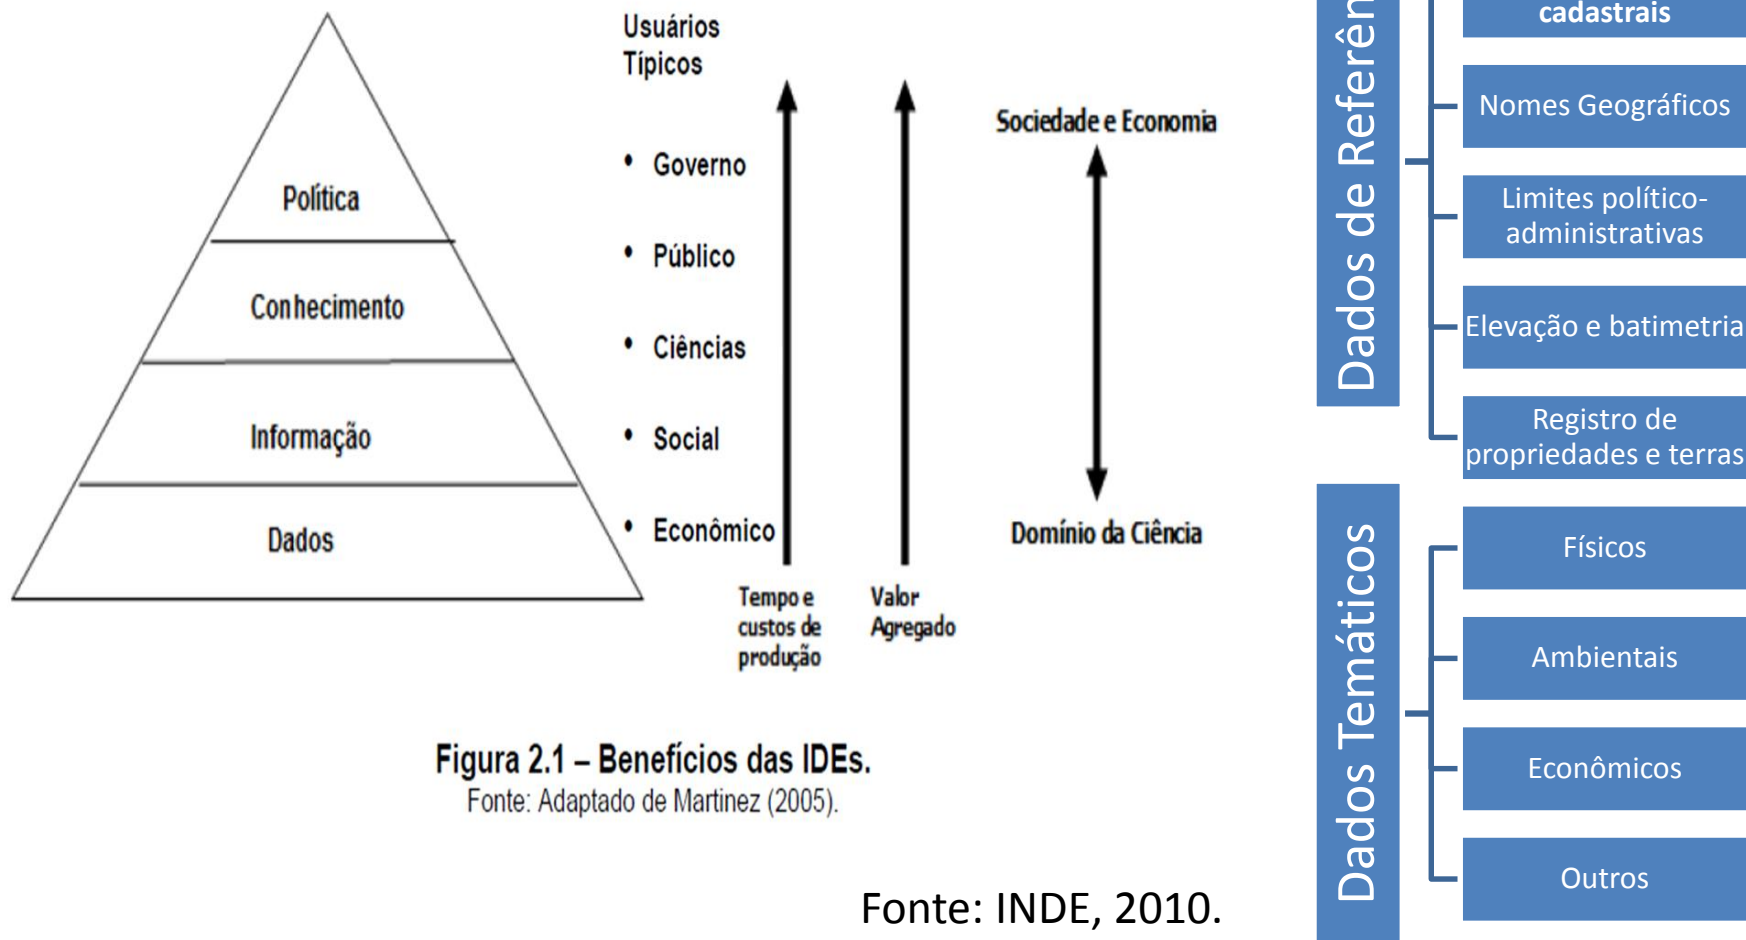 Política
Conhecimento
Informação
Dados
Usuários
Típicos
• Governo
• Público
• Ciências
• Social
• Econômico
Tempo e
custos de
produção
Valor
Agregado
Sociedade e Economia
Domínio da Ciência
Figura 2.1 – Benefícios das IDEs.
Fonte: Adaptado de Martinez (2005).
Fonte: INDE, 2010.
Dados de Referên
cadastrais
Nomes Geográficos
Limites político-
administrativas
Elevação e batimetria
Registro de
propriedades e terras
Dados Temáticos
Físicos
Ambientais
Econômicos
Outros